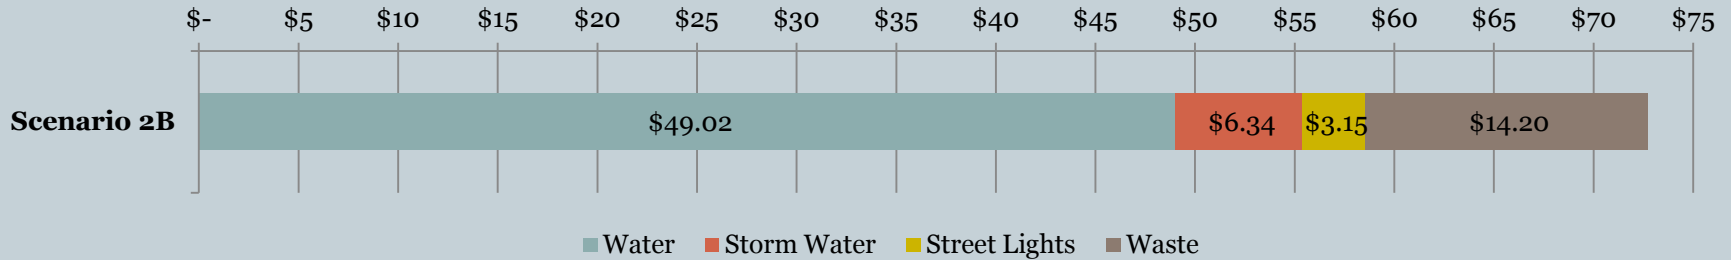 $- $5 $10 $15 $20 $25 $30 $35 $40 $45 $50 $55 $60 $65 $70 $75
Scenario 2B $49.02 $6.34 $3.15 $14.20
Water Storm Water Street Lights Waste